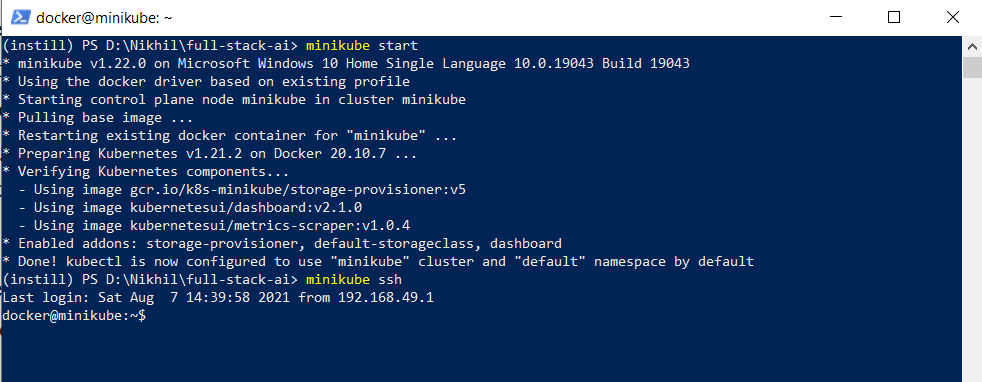 docker@minikube: ~
(instill) PS D:\Nikhil\full-stack-ai> minikube start
* minikube v1.22.0 on Microsoft Windows 10 Home Single Language 10.0.19043 Build 19043
* Using the docker driver based on existing profile
* Starting control plane node minikube in cluster minikube
* Pulling base image ...
* Restarting existing docker container for "minikube" ...
* Preparing Kubernetes v1.21.2 on Docker 20.10.7 ...
* Verifying Kubernetes components...
  - Using image gcr.io/k8s-minikube/storage-provisioner:v5
  - Using image kubernetesui/dashboard:v2.1.0
  - Using image kubernetesui/metrics-scraper:v1.0.4
* Enabled addons: storage-provisioner, default-storageclass, dashboard
* Done! kubectl is now configured to use "minikube" cluster and "default" namespace by default
(instill) PS D:\Nikhil\full-stack-ai> minikube ssh
Last login: Sat Aug  7 14:39:58 2021 from 192.168.49.1
docker@minikube:~$